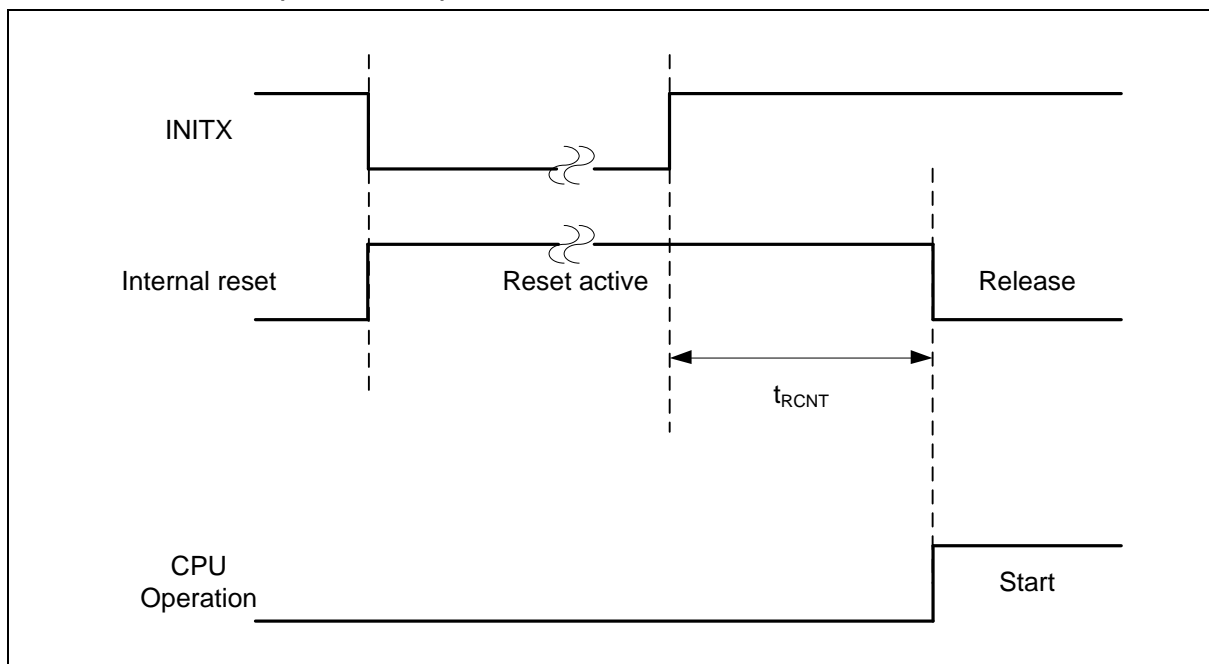 INITX
Internal reset
Reset active
Release
tRCNT
CPU
Operation
Start